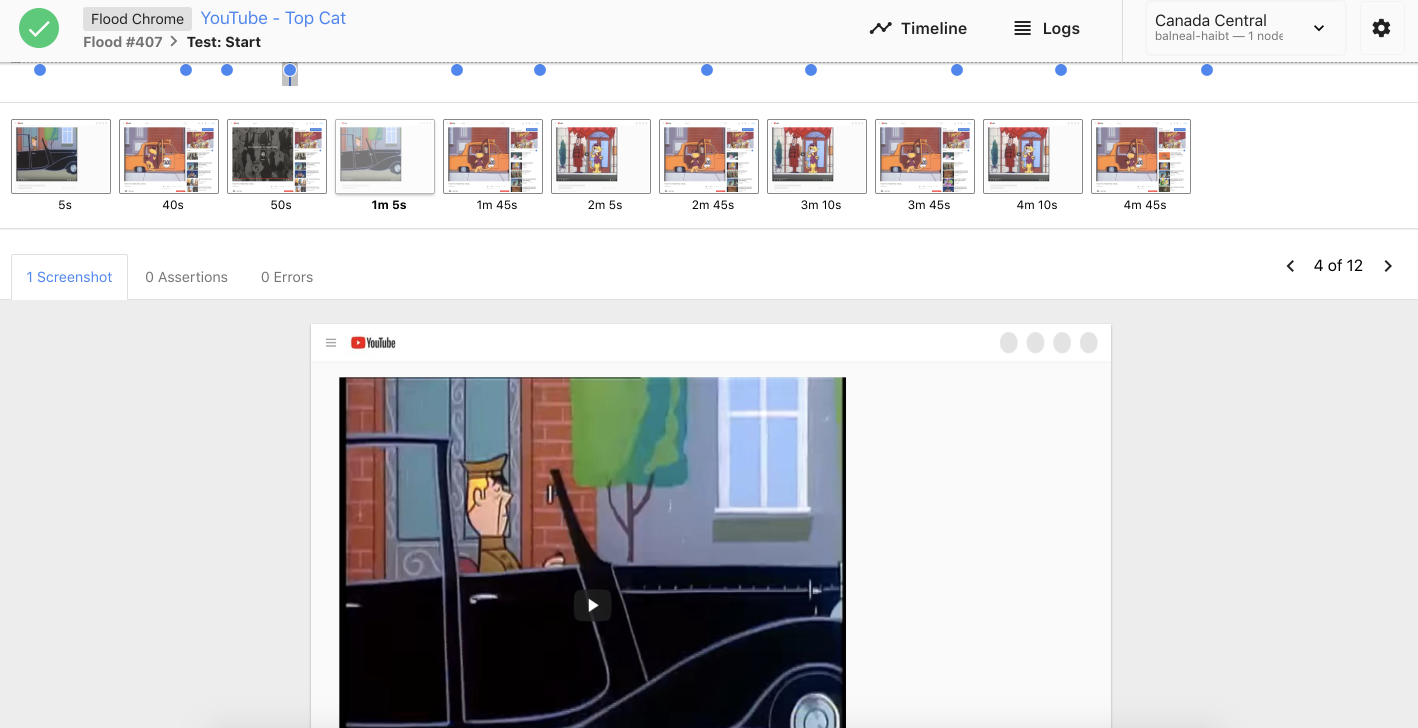 Flood Chrome YouTube - Top Cat
Flood #407 > Test: Start
Timeline
Logs
Canada Central
balneal-haibt — 1 node
5s 40s 50s 1m 5s 1m 45s 2m 5s 2m 45s 3m 10s 3m 45s 4m 10s 4m 45s
1 Screenshot 0 Assertions 0 Errors
4 of 12
YouTube